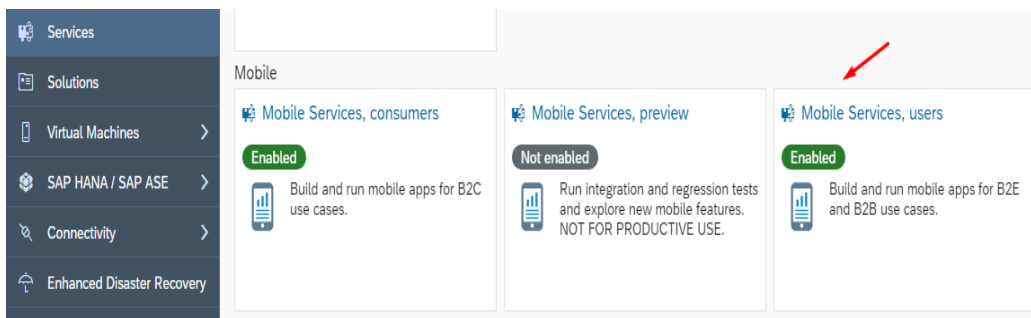 Services
Solutions
Virtual Machines
SAP HANA / SAP ASE
Connectivity
Enhanced Disaster Recovery
Mobile
Mobile Services, consumers
Enabled
Build and run mobile apps for B2C
use cases.
Mobile Services, preview
Not enabled
Run integration and regression tests
and explore new mobile features.
NOT FOR PRODUCTIVE USE.
Mobile Services, users
Enabled
Build and run mobile apps for B2E
and B2B use cases.